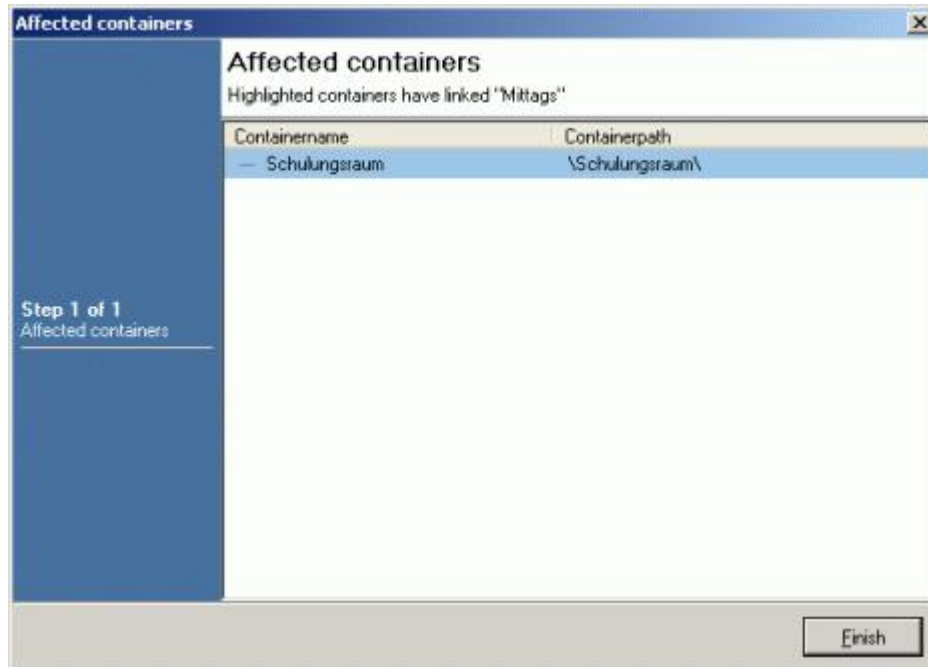 Affected containers
Affected containers
Highlighted containers have linked "Mittags"
Containername Containerpath
Schulungsraum \Schulungsraum\
Step 1 of 1
Affected containers
Finish